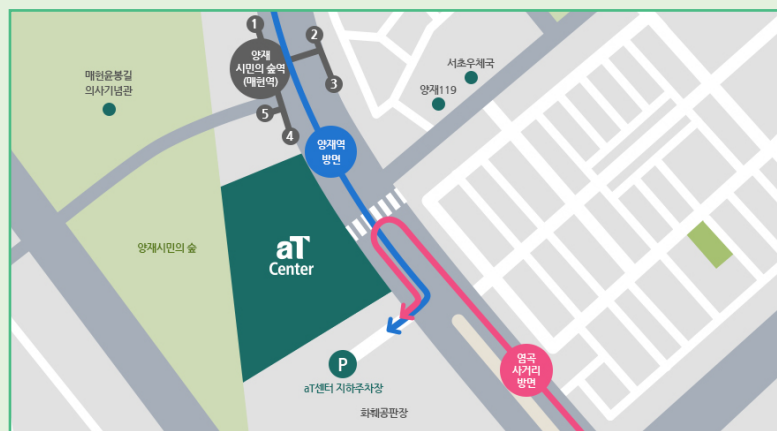 1
2
양재
시민의 숲역
(매헌역)
서초우체국
매헌윤봉길
의사기념관
3
양재119
5
4
양재역
방면
양재시민의 숲
aT
Center
P
염곡
사거리
방면
aT센터 지하주차장
화훼공판장